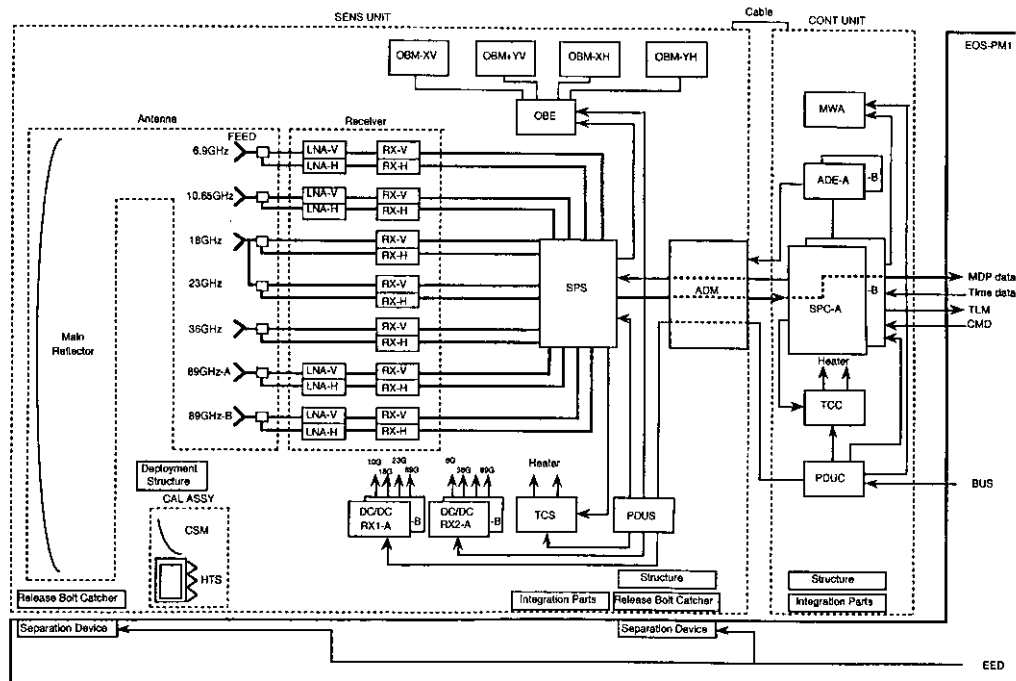 SENS UNIT
Cable
CONT UNIT
EOS-PM1
OBM-XV
OBM+YV
OBM-XH
OBM-YH
OBE
MWA
Antenna
Receiver
FEED
6.9GHz
LNA-V
RX-V
LNA-H
RX-H
ADE-A
-B
10.65GHz
LNA-V
RX-V
LNA-H
RX-H
18GHz
RX-V
RX-H
23GHz
RX-V
RX-H
SPS
ADM
SPC-A
-B
MDP data
Time data
TLM
CMD
Main
Reflector
36GHz
RX-V
RX-H
89GHz-A
LNA-V
RX-V
LNA-H
RX-H
Heater
TCC
89GHz-B
LNA-V
RX-V
LNA-H
RX-H
Deployment
Structure
10G
18G
23G
89G
6G
36G
89G
Heater
PDUC
BUS
CAL ASSY
CSM
HTS
DC/DC
RX1-A
-B
DC/DC
RX2-A
-B
TCS
PDUS
Structure
Structure
Release Bolt Catcher
Integration Parts
Release Bolt Catcher
Integration Parts
Separation Device
Separation Device
EED